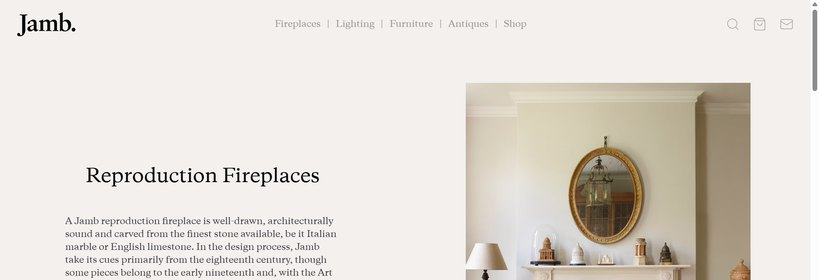 Jamb.
Fireplaces | Lighting | Furniture | Antiques | Shop
Reproduction Fireplaces
A Jamb reproduction fireplace is well-drawn, architecturally
sound and carved from the finest stone available, be it Italian
marble or English limestone. In the design process, Jamb
take its cues primarily from the eighteenth century, though
some pieces belong to the early nineteenth and, with the Art